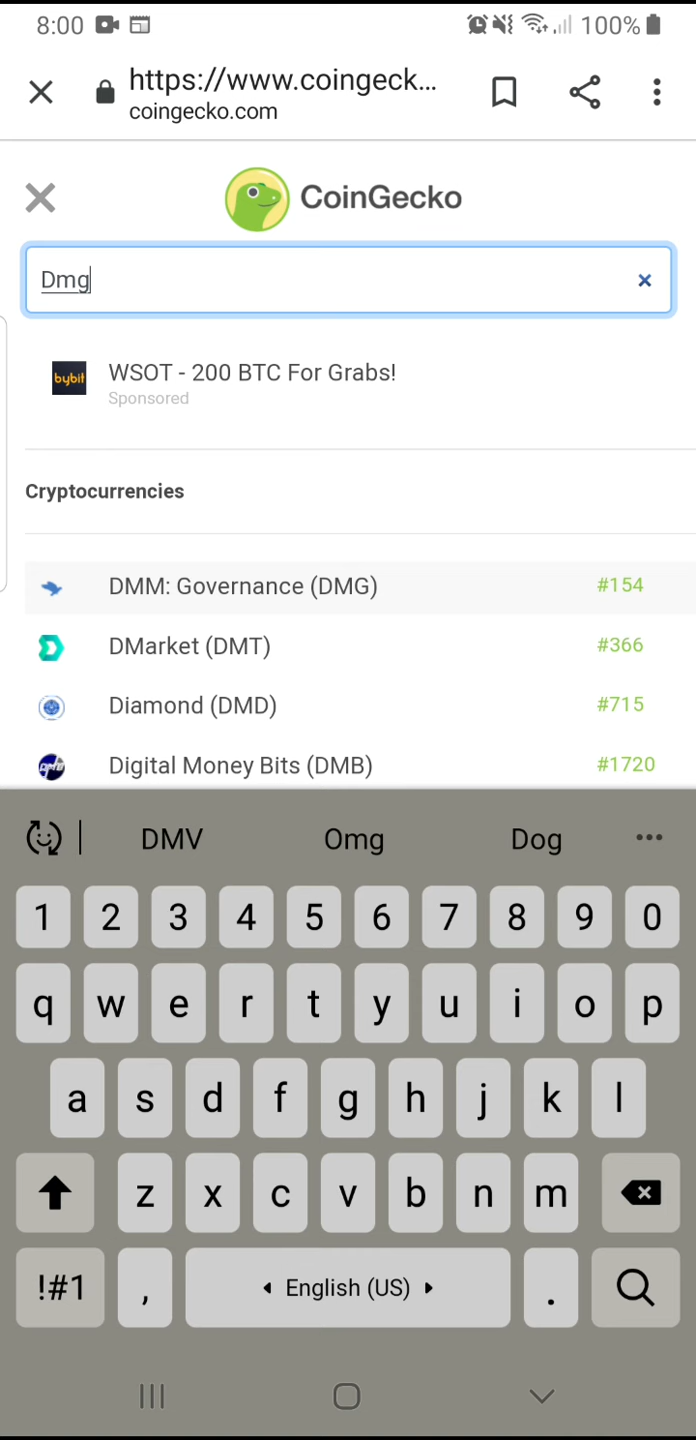 8:00 100%
https://www.coingeck...
coingecko.com
CoinGecko
Dmg
bybit WSOT - 200 BTC For Grabs!
Sponsored
Cryptocurrencies
DMM: Governance (DMG) #154
DMarket (DMT) #366
Diamond (DMD) #715
Digital Money Bits (DMB) #1720
DMV Omg Dog
1 2 3 4 5 6 7 8 9 0
q w e r t y u i o p
a s d f g h j k l
z x c v b n m
!#1 , English (US) .